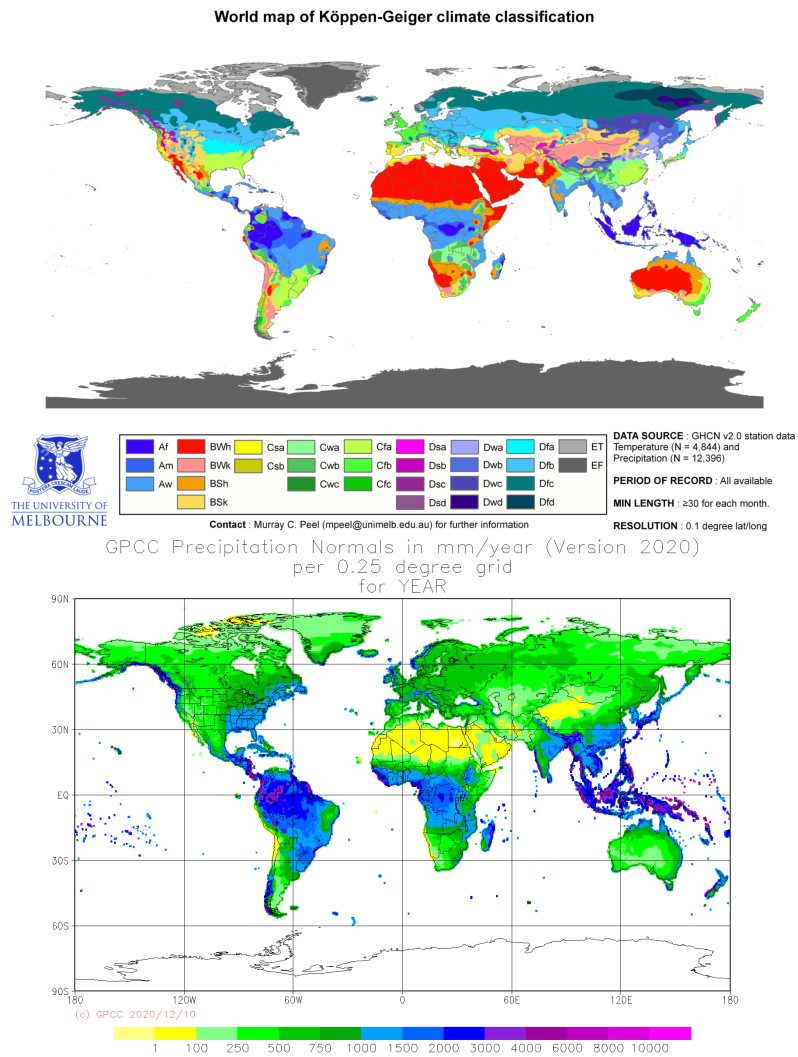 World map of Köppen-Geiger climate classification
THE UNIVERSITY OF
MELBOURNE
Af BWh Csa Cwa Cfa Dsa Dwa Dfa ET
Am BWk Csb Cwb Cfb Dsb Dwb Dfb EF
Aw BSh Cwc Cfc Dsc Dwc Dfc
BSk Dsd Dwd Dfd
Contact : Murray C. Peel (mpeel@unimelb.edu.au) for further information
DATA SOURCE : GHCN v2.0 station data
Temperature (N = 4,844) and
Precipitation (N = 12,396)
PERIOD OF RECORD : All available
MIN LENGTH : ≥30 for each month.
RESOLUTION : 0.1 degree lat/long
GPCC Precipitation Normals in mm/year (Version 2020)
per 0.25 degree grid
for YEAR
90N
60N
30N
EQ
30S
60S
90S
180 120W 60W 0 60E 120E 180
(c) GPCC 2020/12/10
1 100 250 500 750 1000 1500 2000 3000 4000 6000 8000 10000